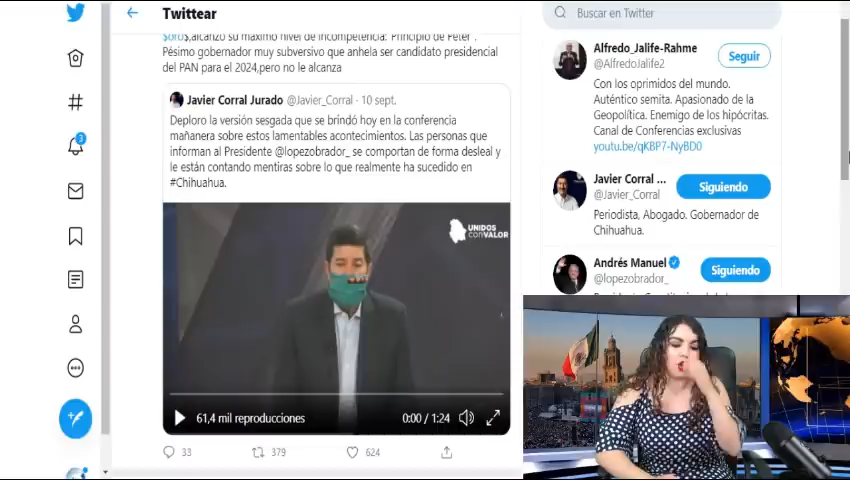 Twittear
$oro$,alcanzó su máximo nivel de incompetencia: "Principio de Peter".
Pésimo gobernador muy subversivo que anhela ser candidato presidencial
del PAN para el 2024,pero no le alcanza
Javier Corral Jurado @Javier_Corral · 10 sept.
Deploro la versión sesgada que se brindó hoy en la conferencia
mañanera sobre estos lamentables acontecimientos. Las personas que
informan al Presidente @lopezobrador_ se comportan de forma desleal y
le están contando mentiras sobre lo que realmente ha sucedido en
#Chihuahua.
UNIDOS
CONVALOR
61,4 mil reproducciones
0:00 / 1:24
33
379
624
3
Buscar en Twitter
Alfredo_Jalife-Rahme
@AlfredoJalife2
Seguir
Con los oprimidos del mundo.
Auténtico semita. Apasionado de la
Geopolítica. Enemigo de los hipócritas.
Canal de Conferencias exclusivas
youtu.be/qKBP7-NyBD0
Javier Corral ...
@Javier_Corral
Siguiendo
Periodista, Abogado. Gobernador de
Chihuahua.
Andrés Manuel
@lopezobrador_
Siguiendo